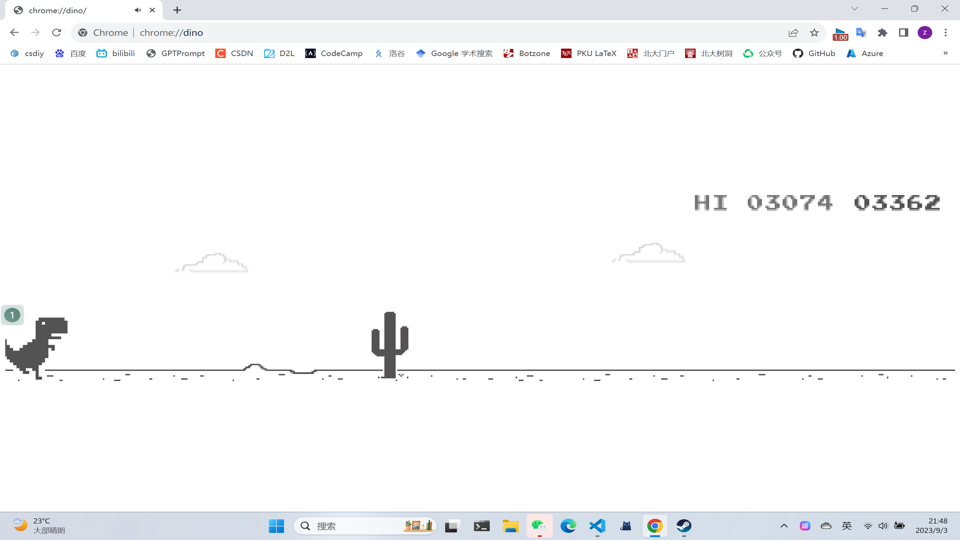 chrome://dino/
Chrome | chrome://dino
1.00
z
csdiy 百度 bilibili GPTPrompt CSDN D2L CodeCamp 洛谷 Google 学术搜索 Botzone PKU LaTeX 北大门户 北大树洞 公众号 GitHub Azure »
HI 03074 03362
1
23°C
大部晴朗
搜索
英
21:48
2023/9/3